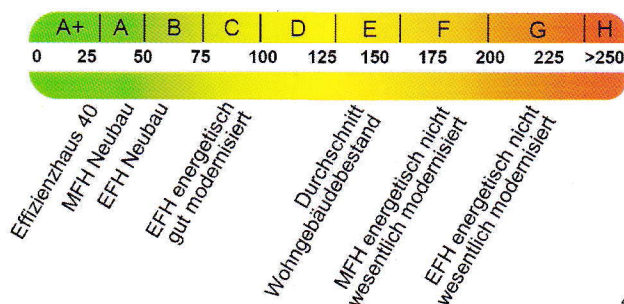 A+ A B C D E F G H
0 25 50 75 100 125 150 175 200 225 >250
Effizienzhaus 40
MFH Neubau
EFH Neubau
EFH energetisch
gut modernisiert
Durchschnitt
Wohngebäudebestand
MFH energetisch nicht
wesentlich modernisiert
EFH energetisch nicht
wesentlich modernisiert